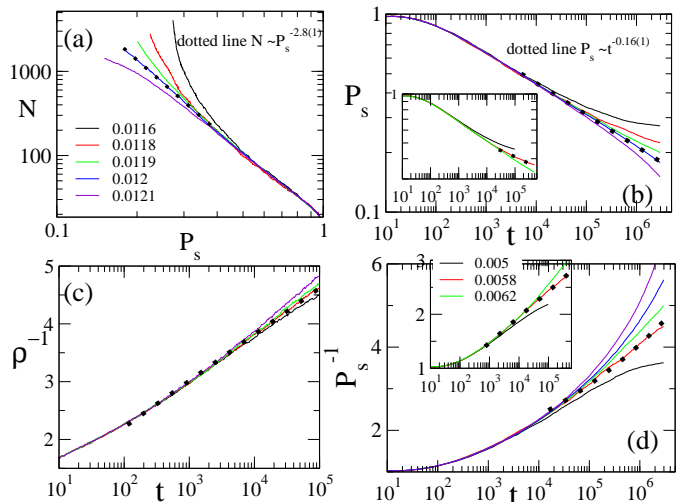 (a)
dotted line N ~P_s^-2.8(1)
1000
N
100
0.0116
0.0118
0.0119
0.012
0.0121
0.1
P_s
1
1
dotted line P_s ~t^-0.16(1)
P_s
1
10^1 10^2 10^3 10^4 10^5
(b)
0.1
10^1 10^2 10^3 10^4 10^5 10^6
t
(c)
5
4
ρ^-1
3
2
10^1 10^2 10^3 10^4 10^5
t
6
4
P_s^-1
2
3
2
1
0.005
0.0058
0.0062
10^1 10^2 10^3 10^4 10^5
(d)
10^1 10^2 10^3 10^4 10^5 10^6
t